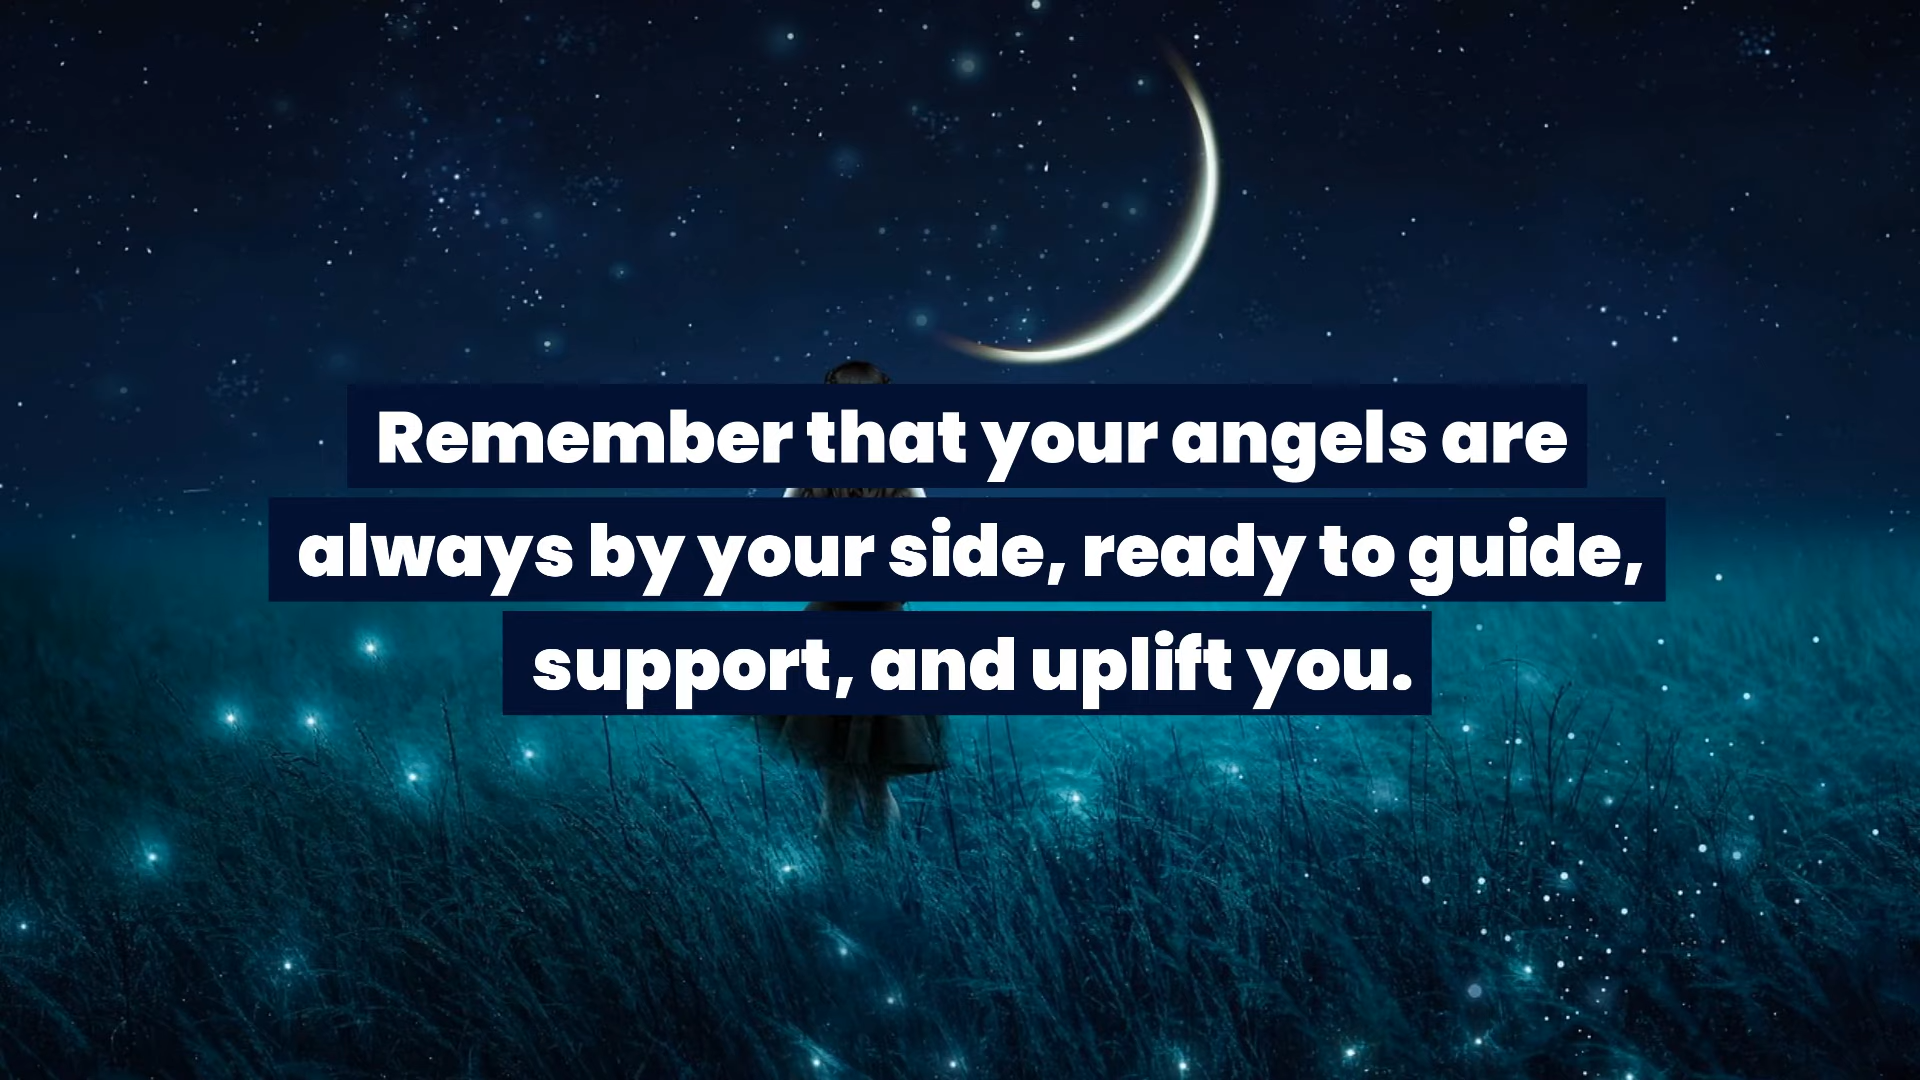 Remember that your angels are
always by your side, ready to guide,
support, and uplift you.